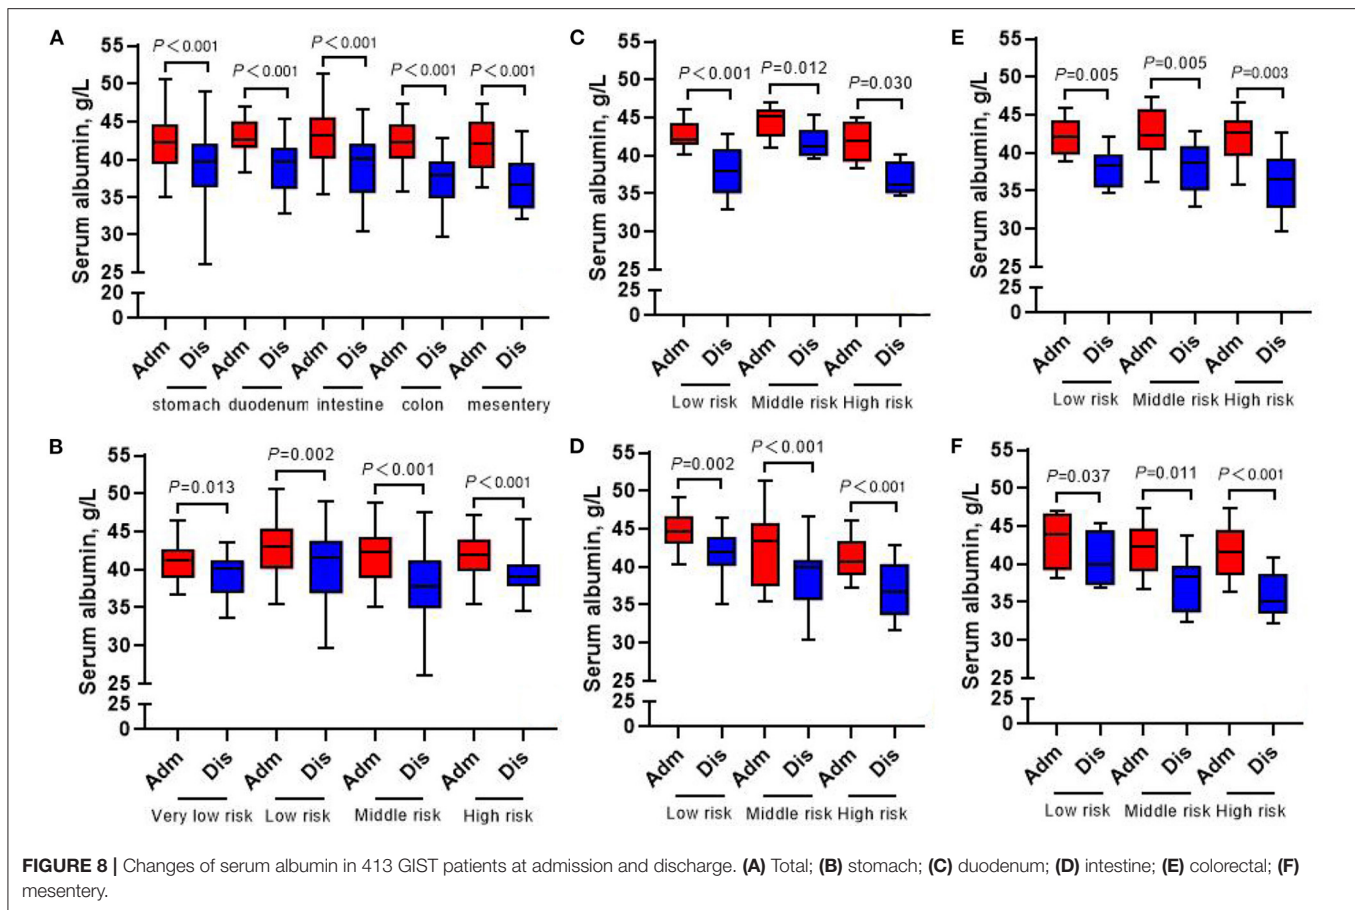 A
Serum albumin, g/L
55
50
45
40
35
30
25
20
0
P<0.001
P<0.001
P<0.001
P<0.001
P<0.001
Adm Dis Adm Dis Adm Dis Adm Dis Adm Dis
stomach duodenum intestine colon mesentery
C
Serum albumin, g/L
55
50
45
40
35
30
25
25
0
P<0.001
P=0.012
P=0.030
Adm Dis Adm Dis Adm Dis
Low risk Middle risk High risk
E
Serum albumin, g/L
55
50
45
40
35
30
25
25
0
P=0.005
P=0.005
P=0.003
Adm Dis Adm Dis Adm Dis
Low risk Middle risk High risk
B
Serum albumin, g/L
55
50
45
40
35
30
25
25
0
P=0.013
P=0.002
P<0.001
P<0.001
Adm Dis Adm Dis Adm Dis Adm Dis
Very low risk Low risk Middle risk High risk
D
Serum albumin, g/L
55
50
45
40
35
30
25
25
0
P=0.002
P<0.001
P<0.001
Adm Dis Adm Dis Adm Dis
Low risk Middle risk High risk
F
Serum albumin, g/L
55
50
45
40
35
30
25
25
0
P=0.037
P=0.011
P<0.001
Adm Dis Adm Dis Adm Dis
Low risk Middle risk High risk
FIGURE 8 | Changes of serum albumin in 413 GIST patients at admission and discharge. (A) Total; (B) stomach; (C) duodenum; (D) intestine; (E) colorectal; (F)
mesentery.